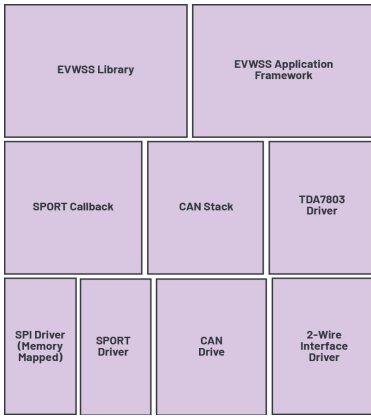 EVWSS Library
EVWSS Application
Framework
SPORT Callback
CAN Stack
TDA7803
Driver
SPI Driver
(Memory
Mapped)
SPORT
Driver
CAN
Drive
2-Wire
Interface
Driver